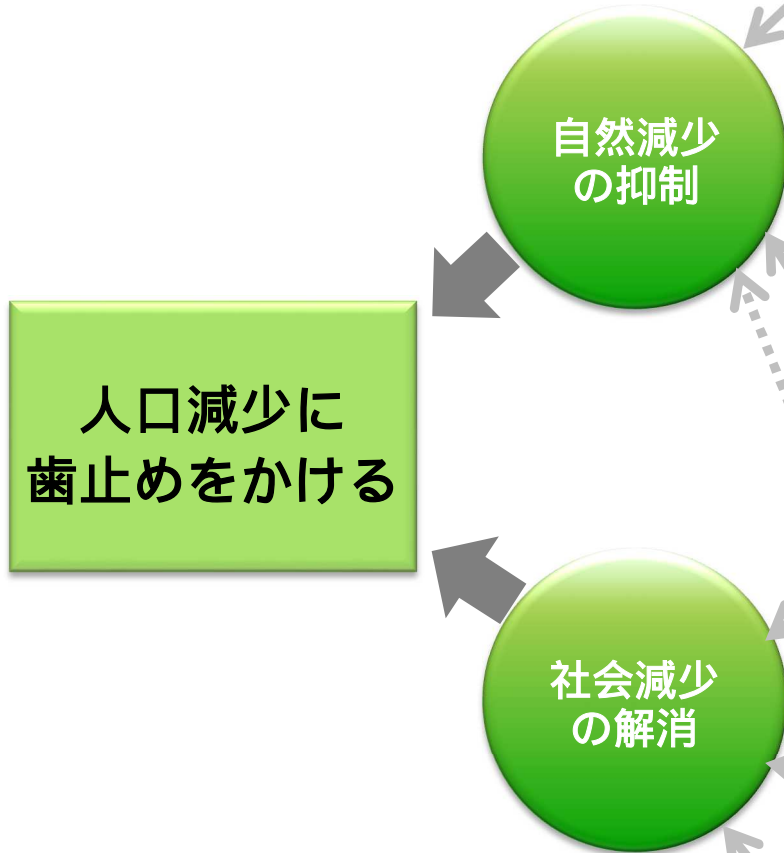 自然減少
の抑制
人口減少に
歯止めをかける
社会減少
の解消